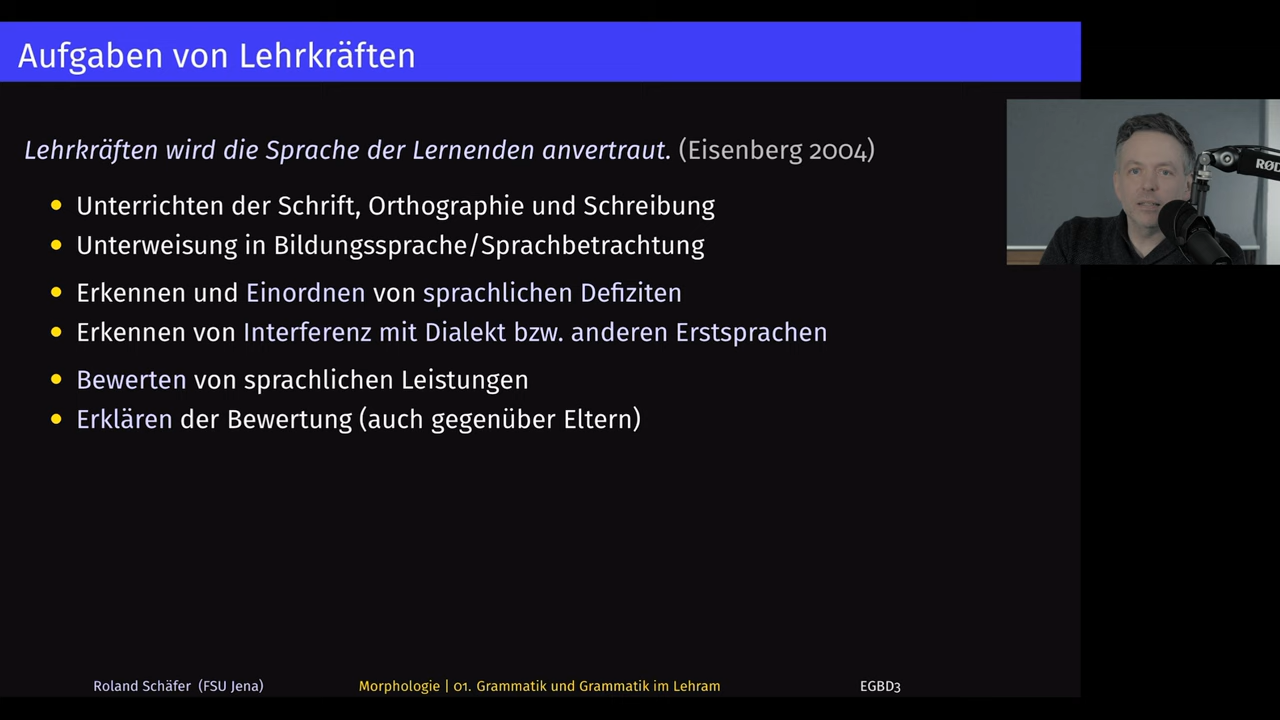 Aufgaben von Lehrkräften
Lehrkräften wird die Sprache der Lernenden anvertraut. (Eisenberg 2004)
Unterrichten der Schrift, Orthographie und Schreibung
Unterweisung in Bildungssprache/Sprachbetrachtung
Erkennen und Einordnen von sprachlichen Defiziten
Erkennen von Interferenz mit Dialekt bzw. anderen Erstsprachen
Bewerten von sprachlichen Leistungen
Erklären der Bewertung (auch gegenüber Eltern)
RØD
Roland Schäfer (FSU Jena) Morphologie | 01. Grammatik und Grammatik im Lehram EGBD3